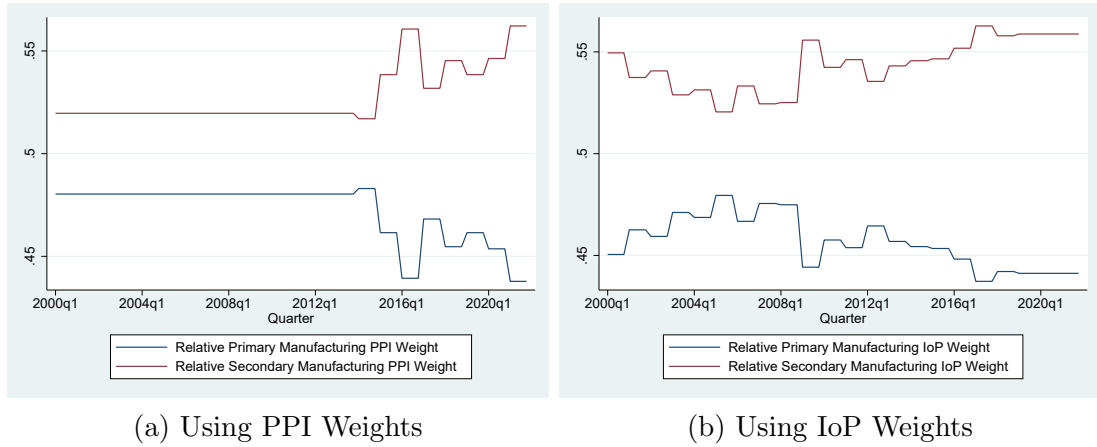 .55
.5
.45
2000q1 2004q1 2008q1 2012q1 2016q1 2020q1
Quarter
Relative Primary Manufacturing PPI Weight
Relative Secondary Manufacturing PPI Weight
(a) Using PPI Weights
.55
.5
.45
2000q1 2004q1 2008q1 2012q1 2016q1 2020q1
Quarter
Relative Primary Manufacturing IoP Weight
Relative Secondary Manufacturing IoP Weight
(b) Using IoP Weights